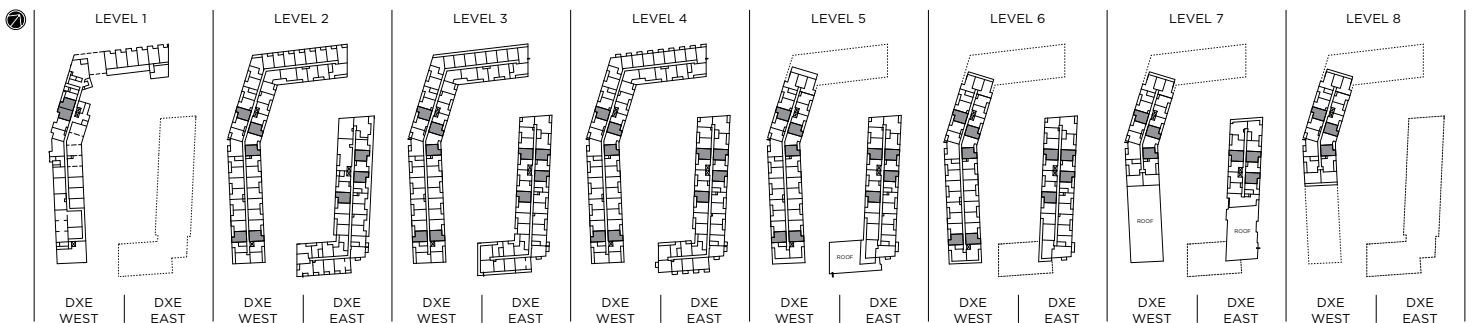 LEVEL 1
LEVEL 2
LEVEL 3
LEVEL 4
LEVEL 5
LEVEL 6
LEVEL 7
LEVEL 8
ROOF
ROOF
ROOF
DXE
WEST
DXE
EAST
DXE
WEST
DXE
EAST
DXE
WEST
DXE
EAST
DXE
WEST
DXE
EAST
DXE
WEST
DXE
EAST
DXE
WEST
DXE
EAST
DXE
WEST
DXE
EAST
DXE
WEST
DXE
EAST